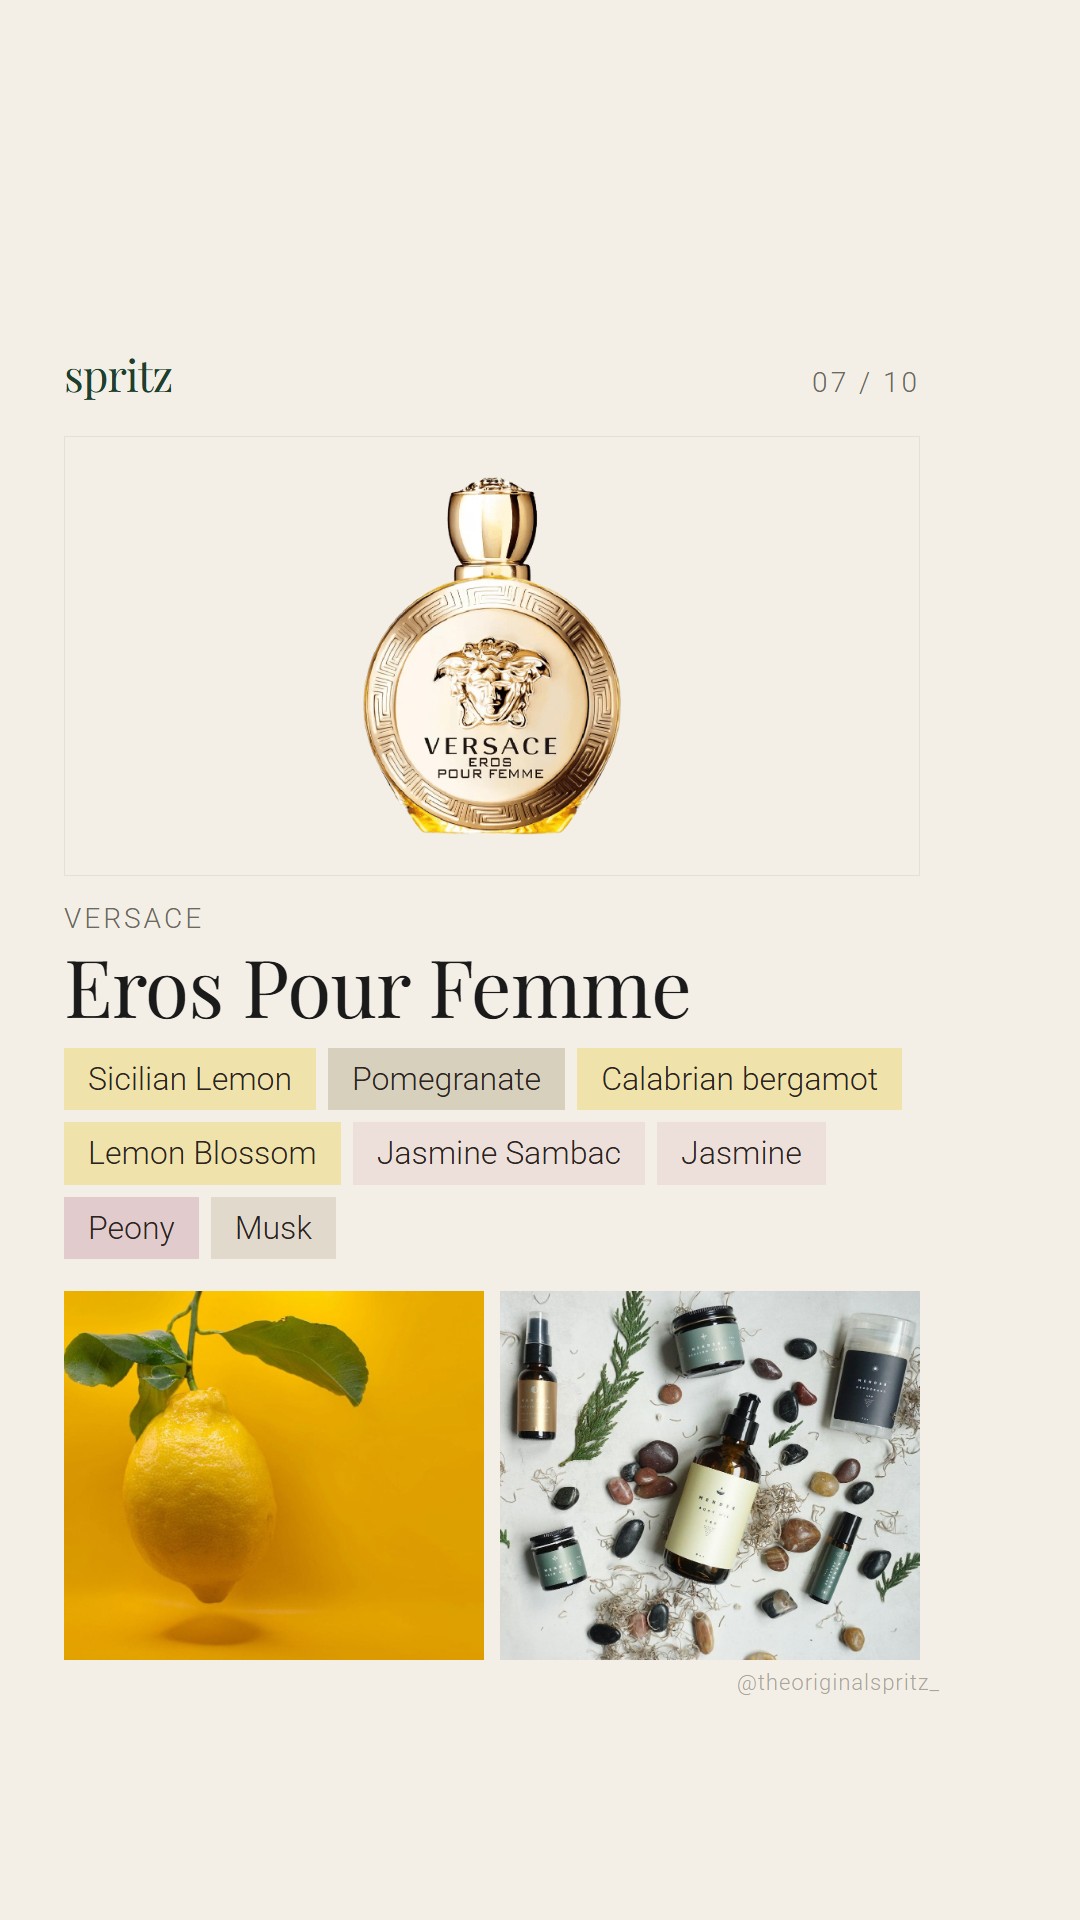 spritz
07 / 10
VERSACE
EROS
POUR FEMME
VERSACE
Eros Pour Femme
Sicilian Lemon
Pomegranate
Calabrian bergamot
Lemon Blossom
Jasmine Sambac
Jasmine
Peony
Musk
@theoriginalspritz_